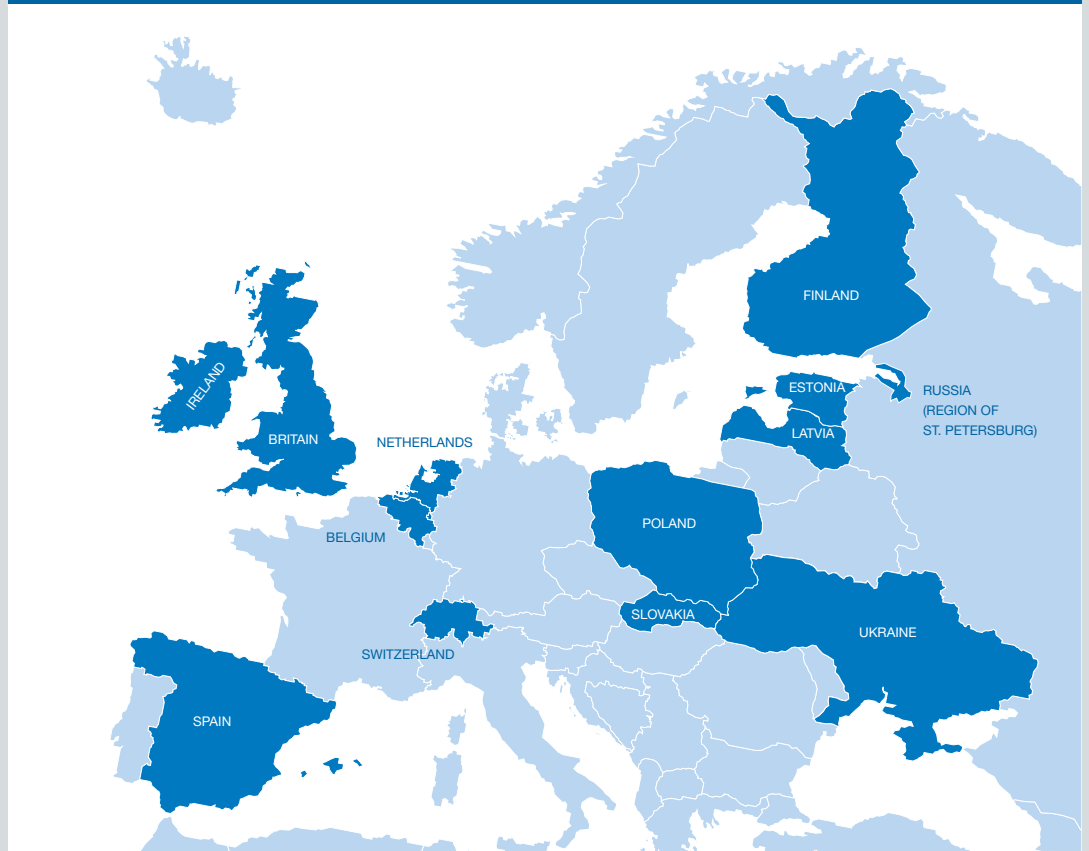 FINLAND
ESTONIA
RUSSIA
(REGION OF
ST. PETERSBURG)
IRELAND
LATVIA
BRITAIN
NETHERLANDS
POLAND
BELGIUM
SLOVAKIA
UKRAINE
SWITZERLAND
SPAIN